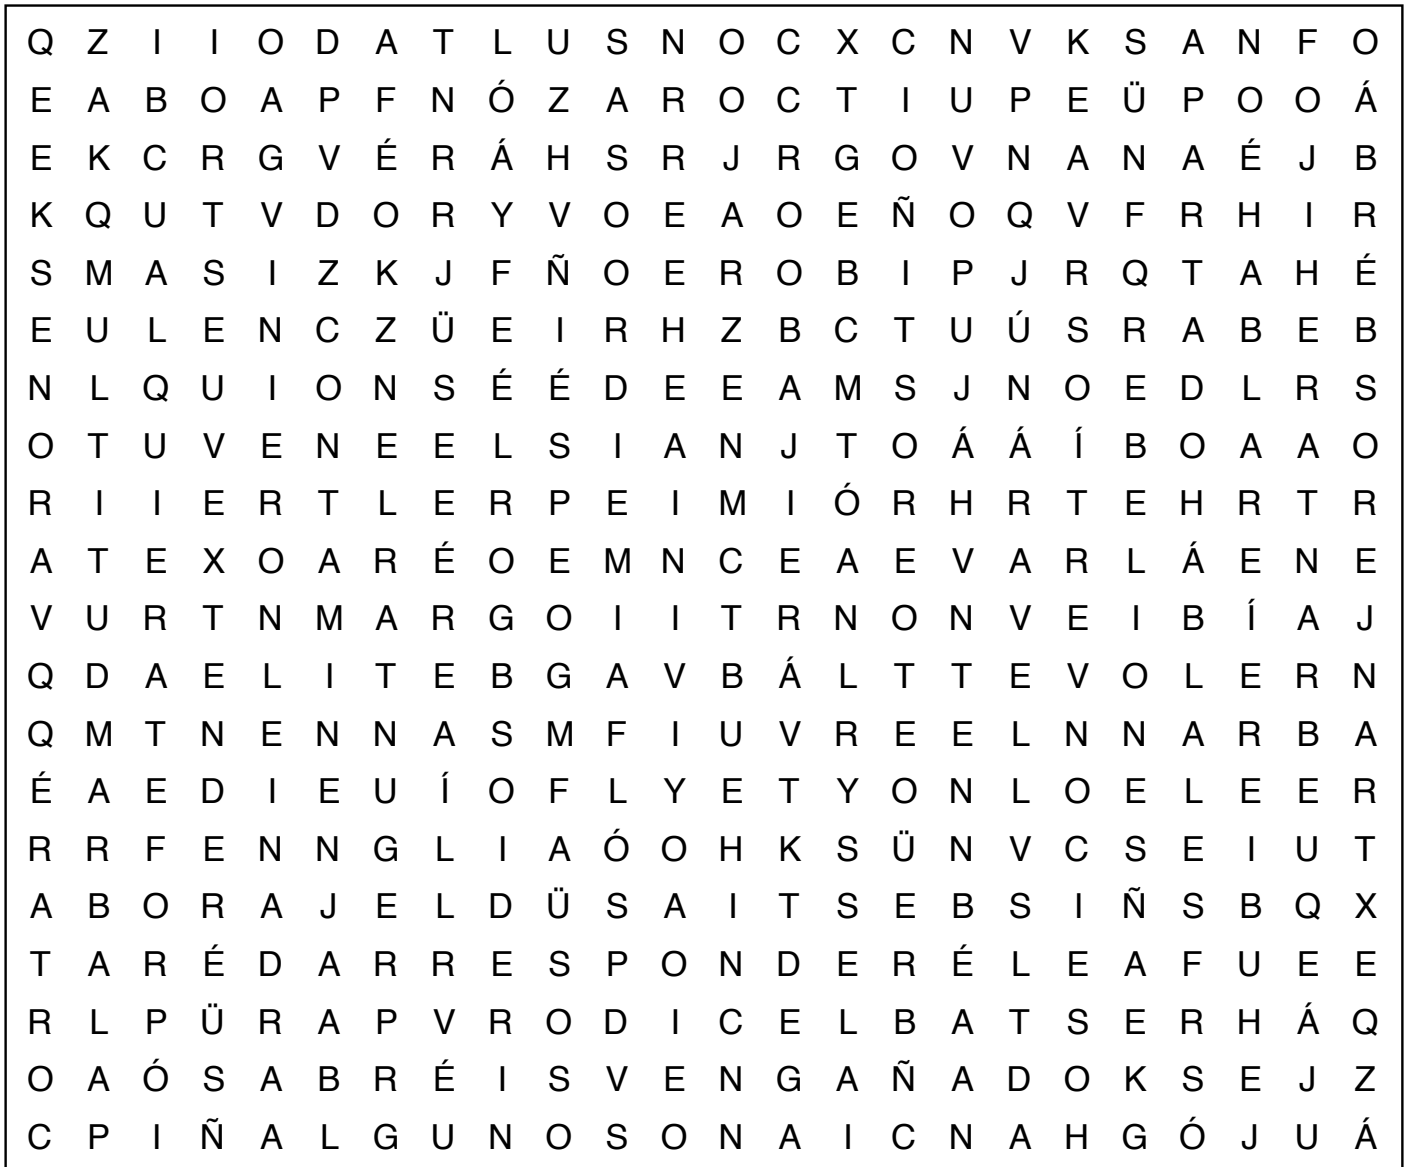 Q Z I I O D A T L U S N O C X C N V K S A N F O
E A B O A P F N Ó Z A R O C T I U P E Ü P O O Á
E K C R G V É R Á H S R J R G O V N A N A É J B
K Q U T V D O R Y V O E A O E Ñ O Q V F R H I R
S M A S I Z K J F Ñ O E R O B I P J R Q T A H É
E U L E N C Z Ü E I R H Z B C T U Ú S R A B E B
N L Q U I O N S É É D E E A M S J N O E D L R S
O T U V E N E E L S I A N J T O Á Á Í B O A A O
R I I E R T L E R P E I M I Ó R H R T E H R T R
A T E X O A R É O E M N C E A E V A R L Á E N E
V U R T N M A R G O I I T R N O N V E I B Í A J
Q D A E L I T E B G A V B Á L T T E V O L E R N
Q M T N E N N A S M F I U V R E E L N N A R B A
É A E D I E U Í O F L Y E T Y O N L O E L E E R
R R F E N N G L I A Ó O H K S Ü N V C S E I U T
A B O R A J E L D Ü S A I T S E B S I Ñ S B Q X
T A R É D A R R E S P O N D E R É L E A F U E E
R L P Ü R A P V R O D I C E L B A T S E R H Á Q
O A Ó S A B R É I S V E N G A Ñ A D O K S E J Z
C P I Ñ A L G U N O S O N A I C N A H G Ó J U Á